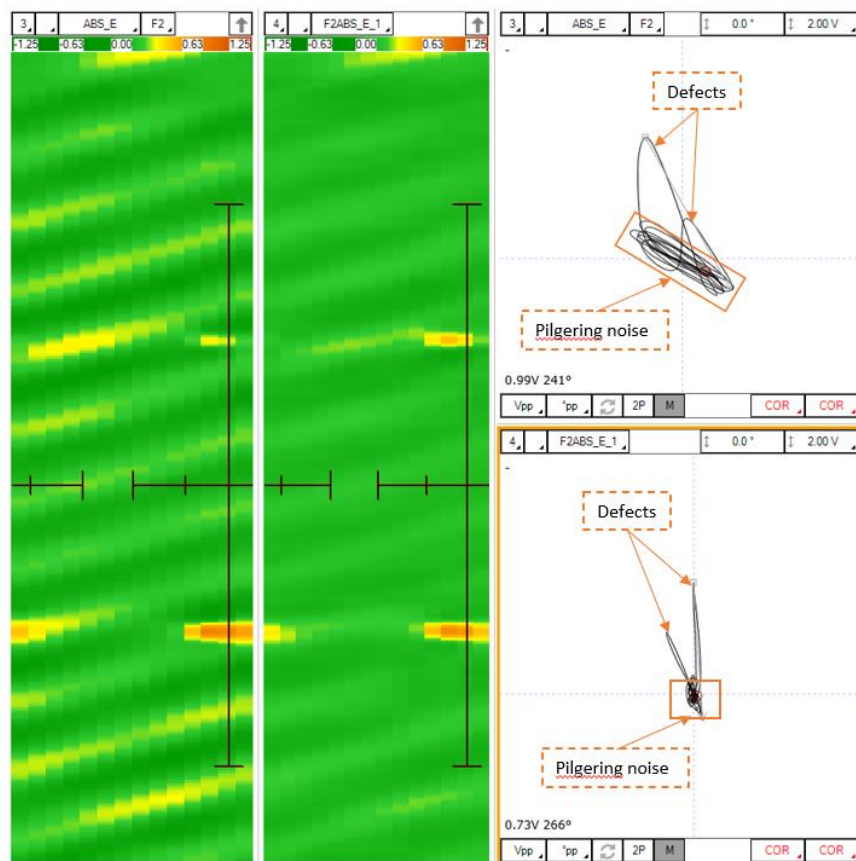 3 ABS_E F2
-1.25 -0.63 0.00 0.63 1.25
4 F2ABS_E_1
-1.25 -0.63 0.00 0.63 1.25
3 ABS_E F2 0.0 ° 2.00 V
-
Defects
Pilgering noise
0.99V 241°
Vpp °pp 2P M COR COR
4 F2ABS_E_1 0.0 ° 2.00 V
-
Defects
Pilgering noise
0.73V 266°
Vpp °pp 2P M COR COR